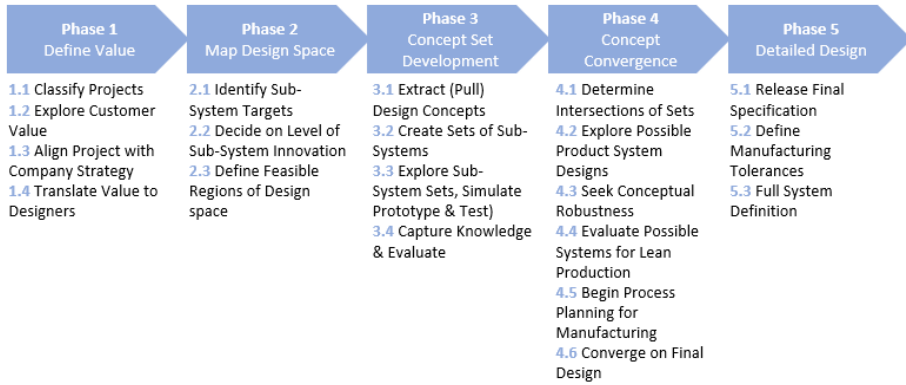 Phase 1
Define Value
1.1 Classify Projects
1.2 Explore Customer
Value
1.3 Align Project with
Company Strategy
1.4 Translate Value to
Designers
Phase 2
Map Design Space
2.1 Identify Sub-
System Targets
2.2 Decide on Level of
Sub-System Innovation
2.3 Define Feasible
Regions of Design
space
Phase 3
Concept Set
Development
3.1 Extract (Pull)
Design Concepts
3.2 Create Sets of Sub-
Systems
3.3 Explore Sub-
System Sets, Simulate
Prototype & Test)
3.4 Capture Knowledge
& Evaluate
Phase 4
Concept
Convergence
4.1 Determine
Intersections of Sets
4.2 Explore Possible
Product System
Designs
4.3 Seek Conceptual
Robustness
4.4 Evaluate Possible
Systems for Lean
Production
4.5 Begin Process
Planning for
Manufacturing
4.6 Converge on Final
Design
Phase 5
Detailed Design
5.1 Release Final
Specification
5.2 Define
Manufacturing
Tolerances
5.3 Full System
Definition